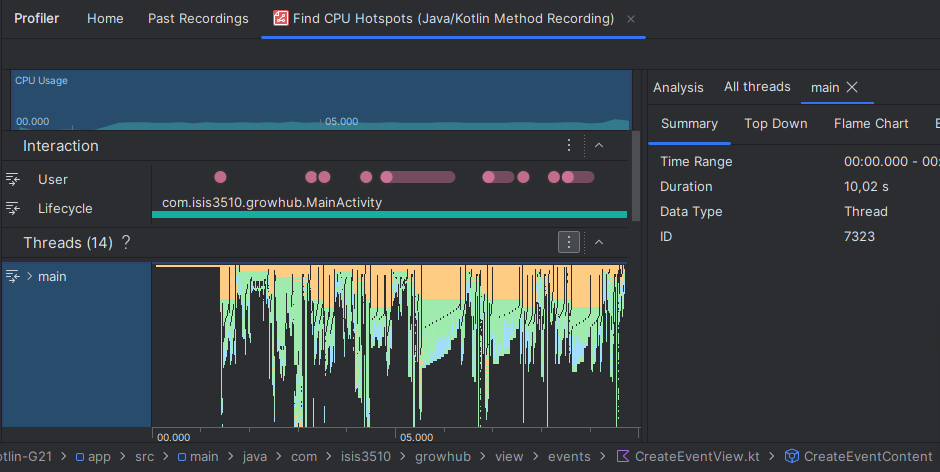 Profiler Home Past Recordings Find CPU Hotspots (Java/Kotlin Method Recording)
CPU Usage
00.000 05.000
Analysis All threads main
Summary Top Down Flame Chart
Time Range 00:00.000 - 00:
Duration 10,02 s
Data Type Thread
ID 7323
Interaction
User
Lifecycle com.isis3510.growhub.MainActivity
Threads (14) ?
main
00.000 05.000
otlin-G21 > app > src > main > java > com > isis3510 > growhub > view > events > CreateEventView.kt > CreateEventContent